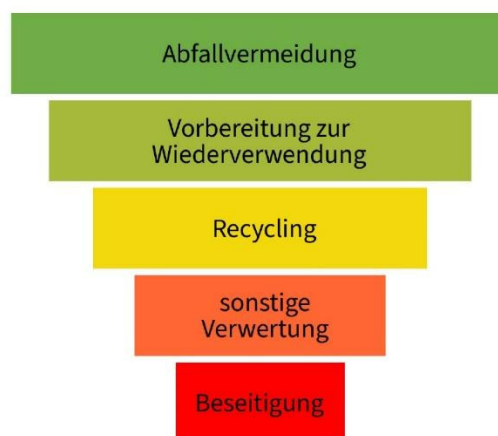 Abfallvermeidung
Vorbereitung zur
Wiederverwendung
Recycling
sonstige
Verwertung
Beseitigung